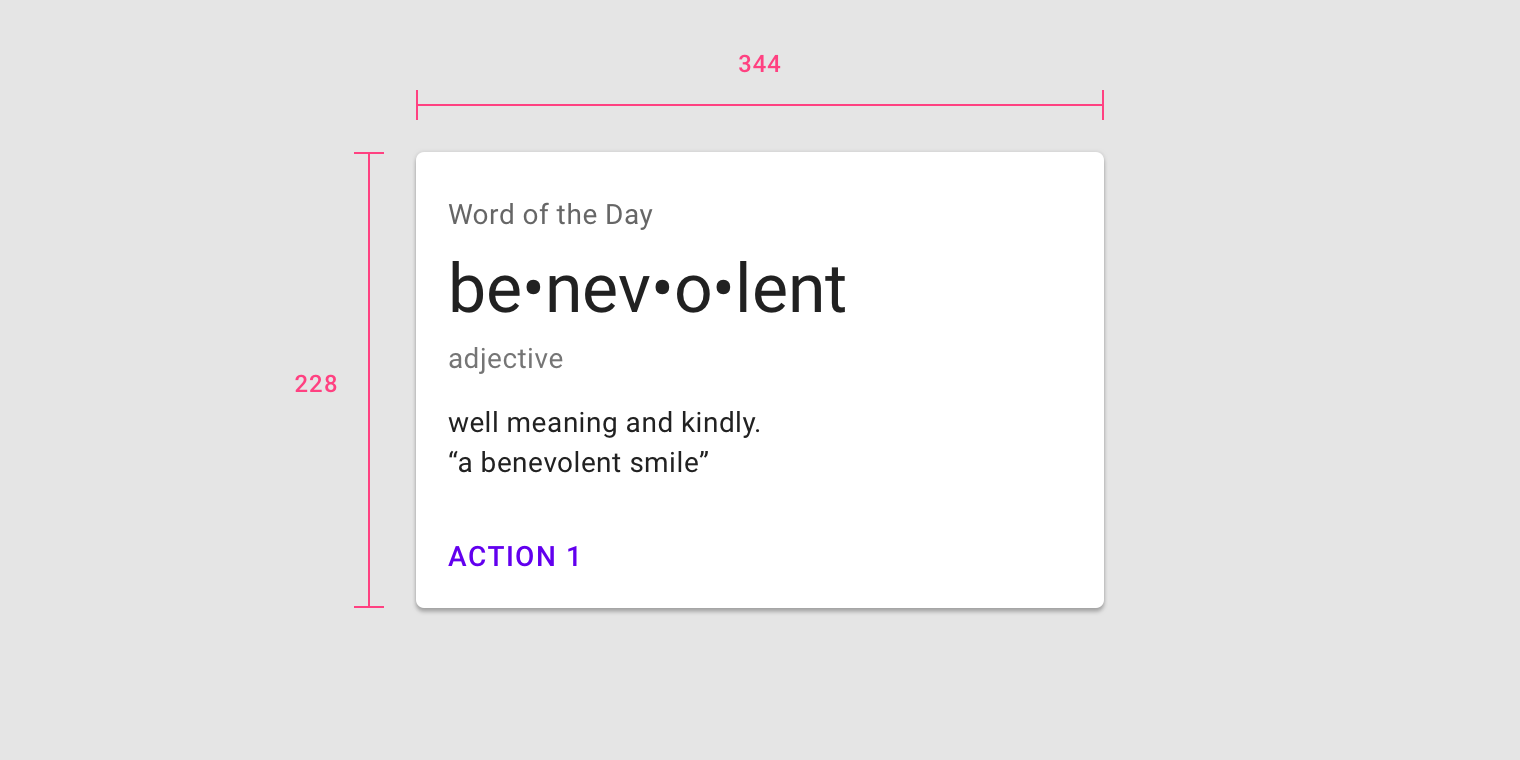 344
228
Word of the Day
be•nev•o•lent
adjective
well meaning and kindly.
“a benevolent smile”
ACTION 1